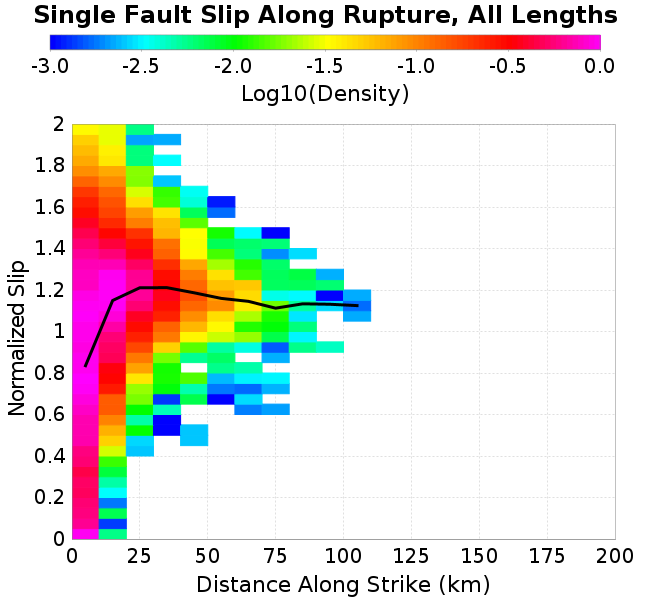 Single Fault Slip Along Rupture, All Lengths
-3.0 -2.5 -2.0 -1.5 -1.0 -0.5 0.0
Log10(Density)
2
1.8
1.6
1.4
1.2
1
0.8
0.6
0.4
0.2
0
Normalized Slip
0 25 50 75 100 125 150 175 200
Distance Along Strike (km)